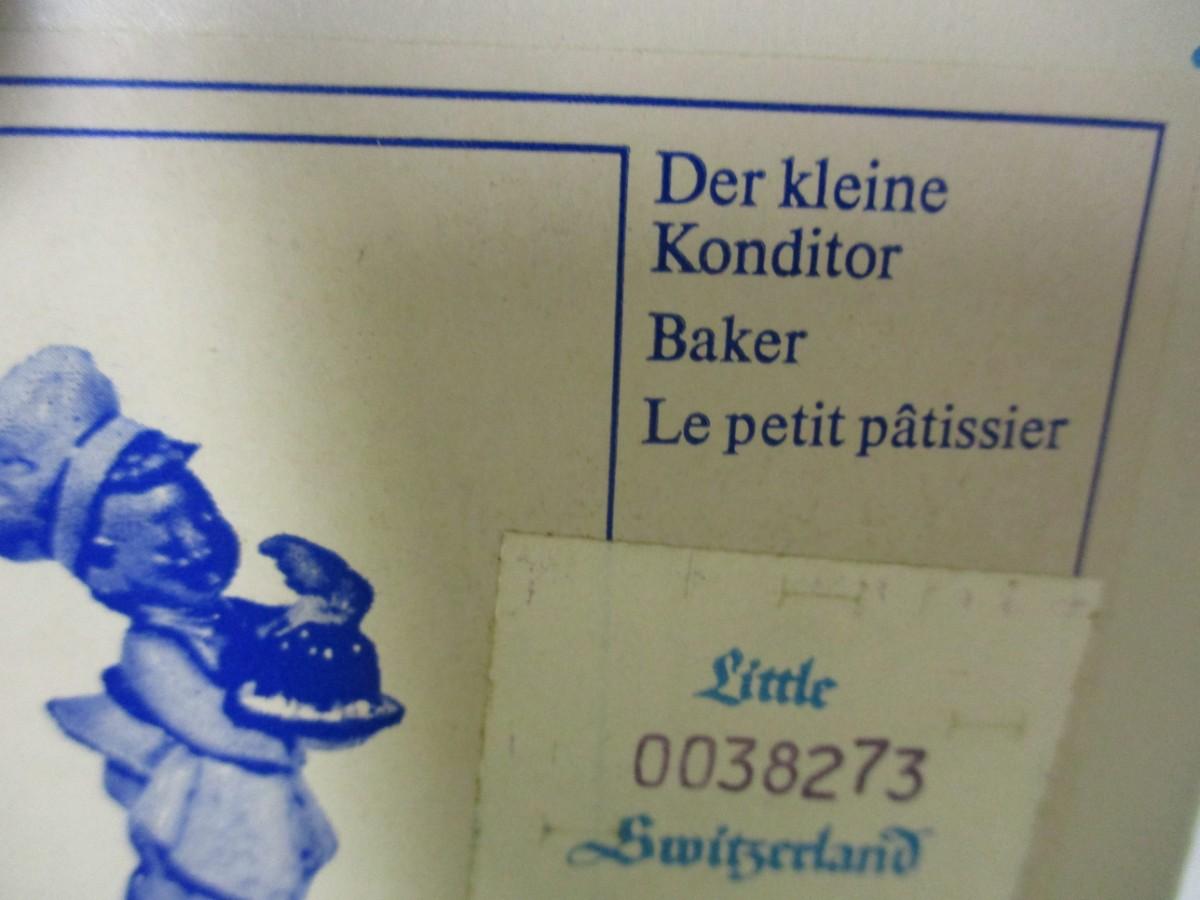 Der kleine
Konditor
Baker
Le petit pâtissier
Little
0038273
Switzerland